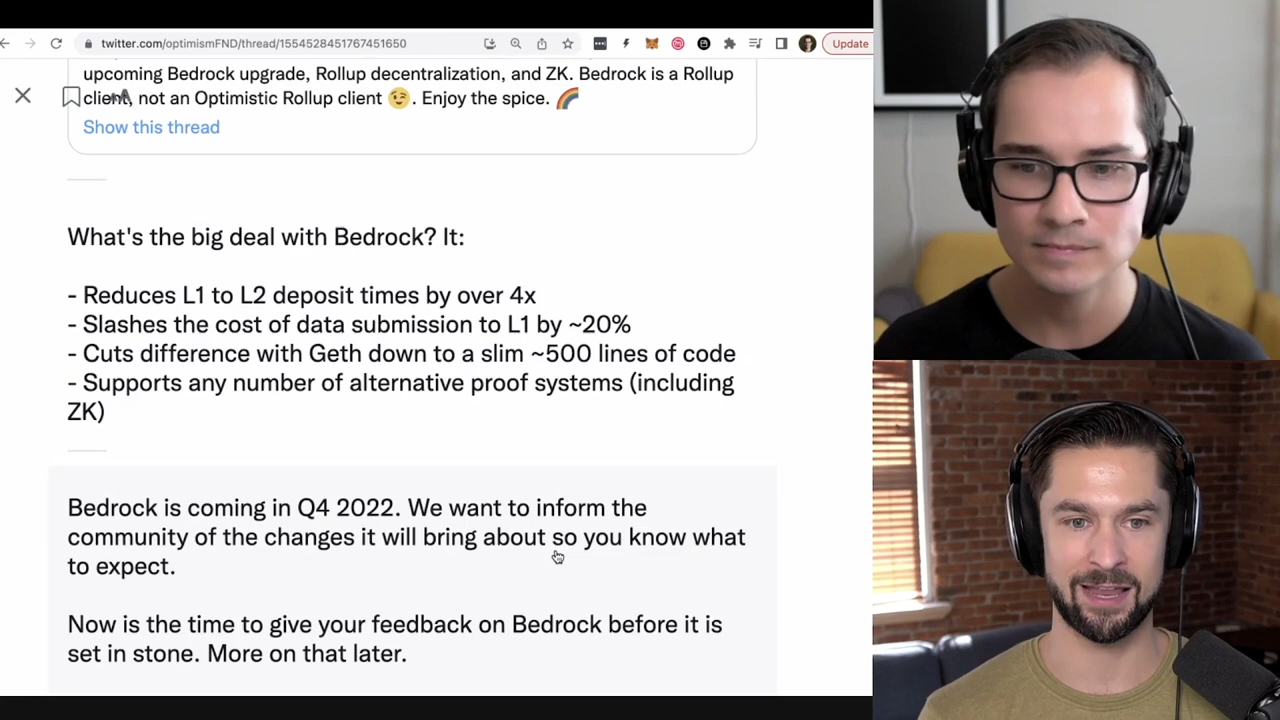 twitter.com/optimismFND/thread/1554528451767451650
Update
upcoming Bedrock upgrade, Rollup decentralization, and ZK. Bedrock is a Rollup
client, not an Optimistic Rollup client 😉. Enjoy the spice. 🌈
Show this thread
What's the big deal with Bedrock? It:
- Reduces L1 to L2 deposit times by over 4x
- Slashes the cost of data submission to L1 by ~20%
- Cuts difference with Geth down to a slim ~500 lines of code
- Supports any number of alternative proof systems (including
ZK)
Bedrock is coming in Q4 2022. We want to inform the
community of the changes it will bring about so you know what
to expect.
Now is the time to give your feedback on Bedrock before it is
set in stone. More on that later.